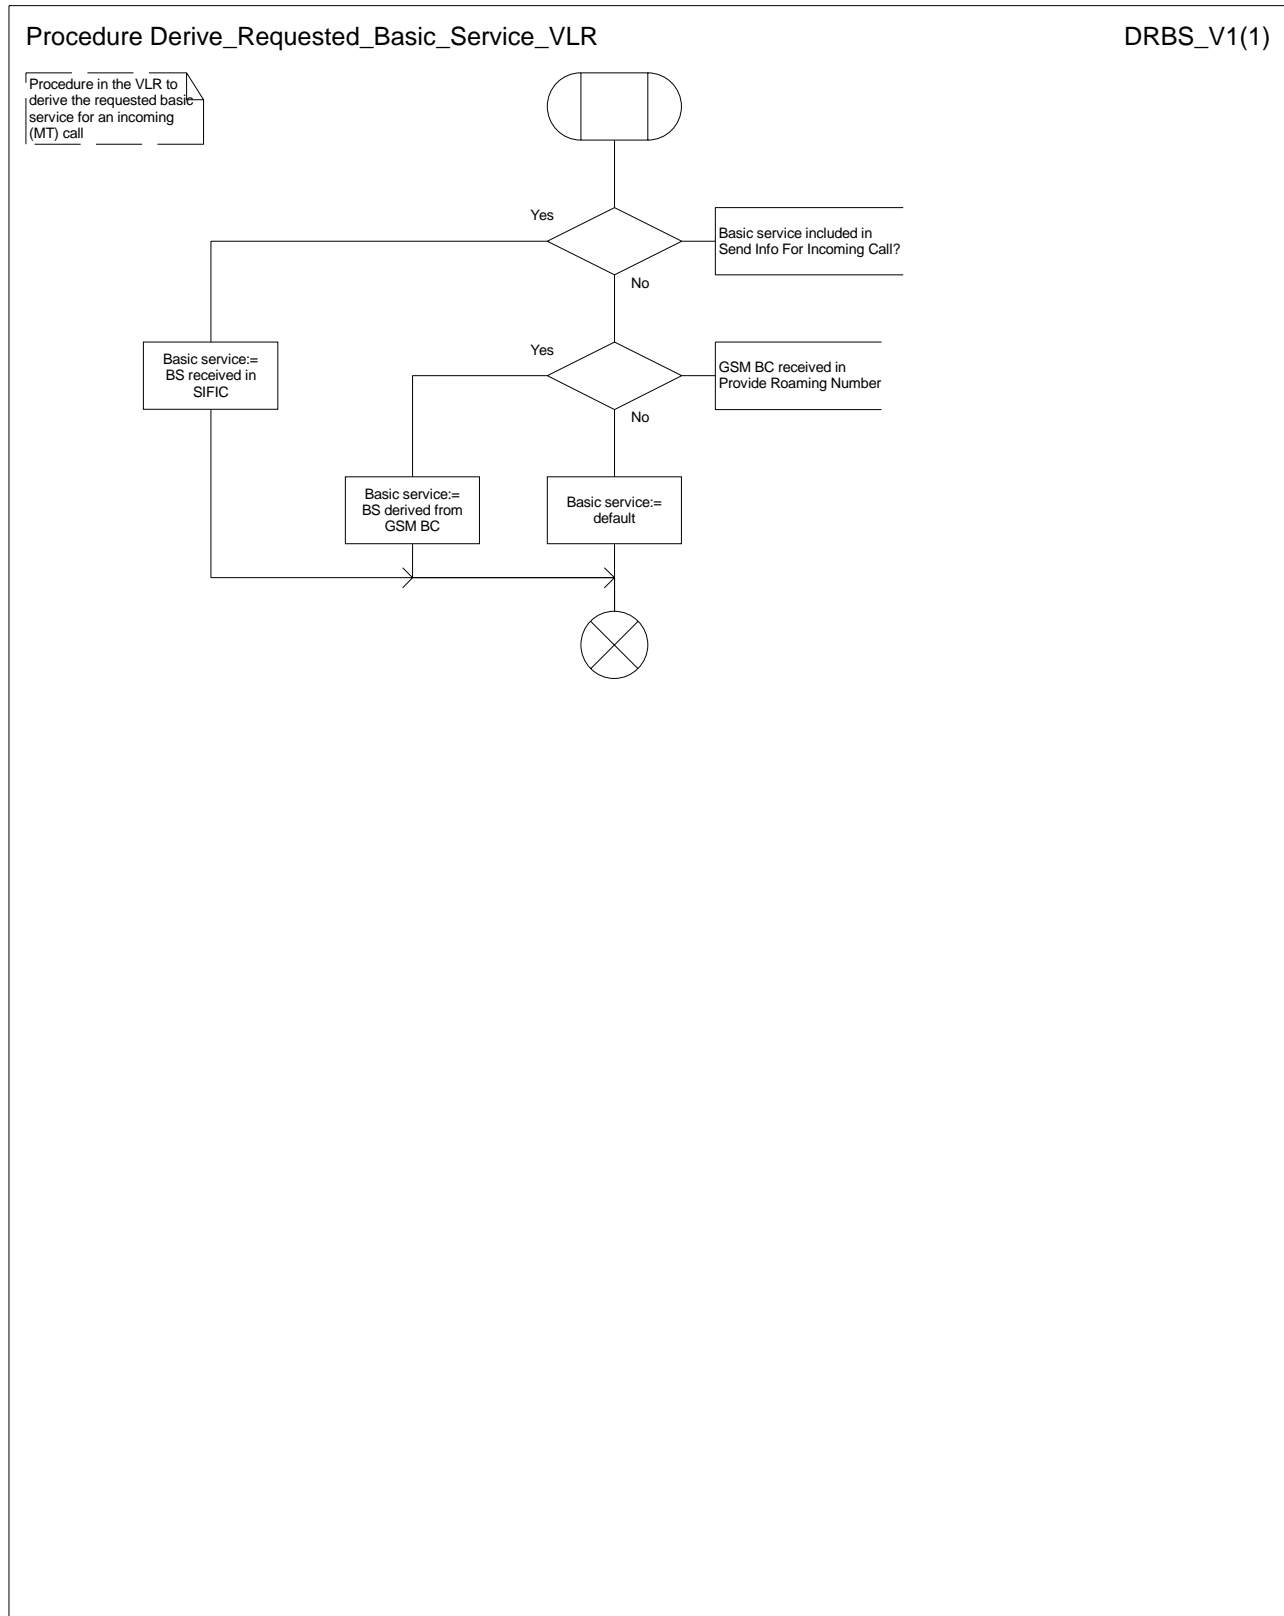 Procedure Derive_Requested_Basic_Service_VLR
DRBS_V1(1)
Procedure in the VLR to
derive the requested basic
service for an incoming
(MT) call
Yes
Basic service included in
Send Info For Incoming Call?
No
Basic service:=
BS received in
SIFIC
Yes
GSM BC received in
Provide Roaming Number
No
Basic service:=
BS derived from
GSM BC
Basic service:=
default